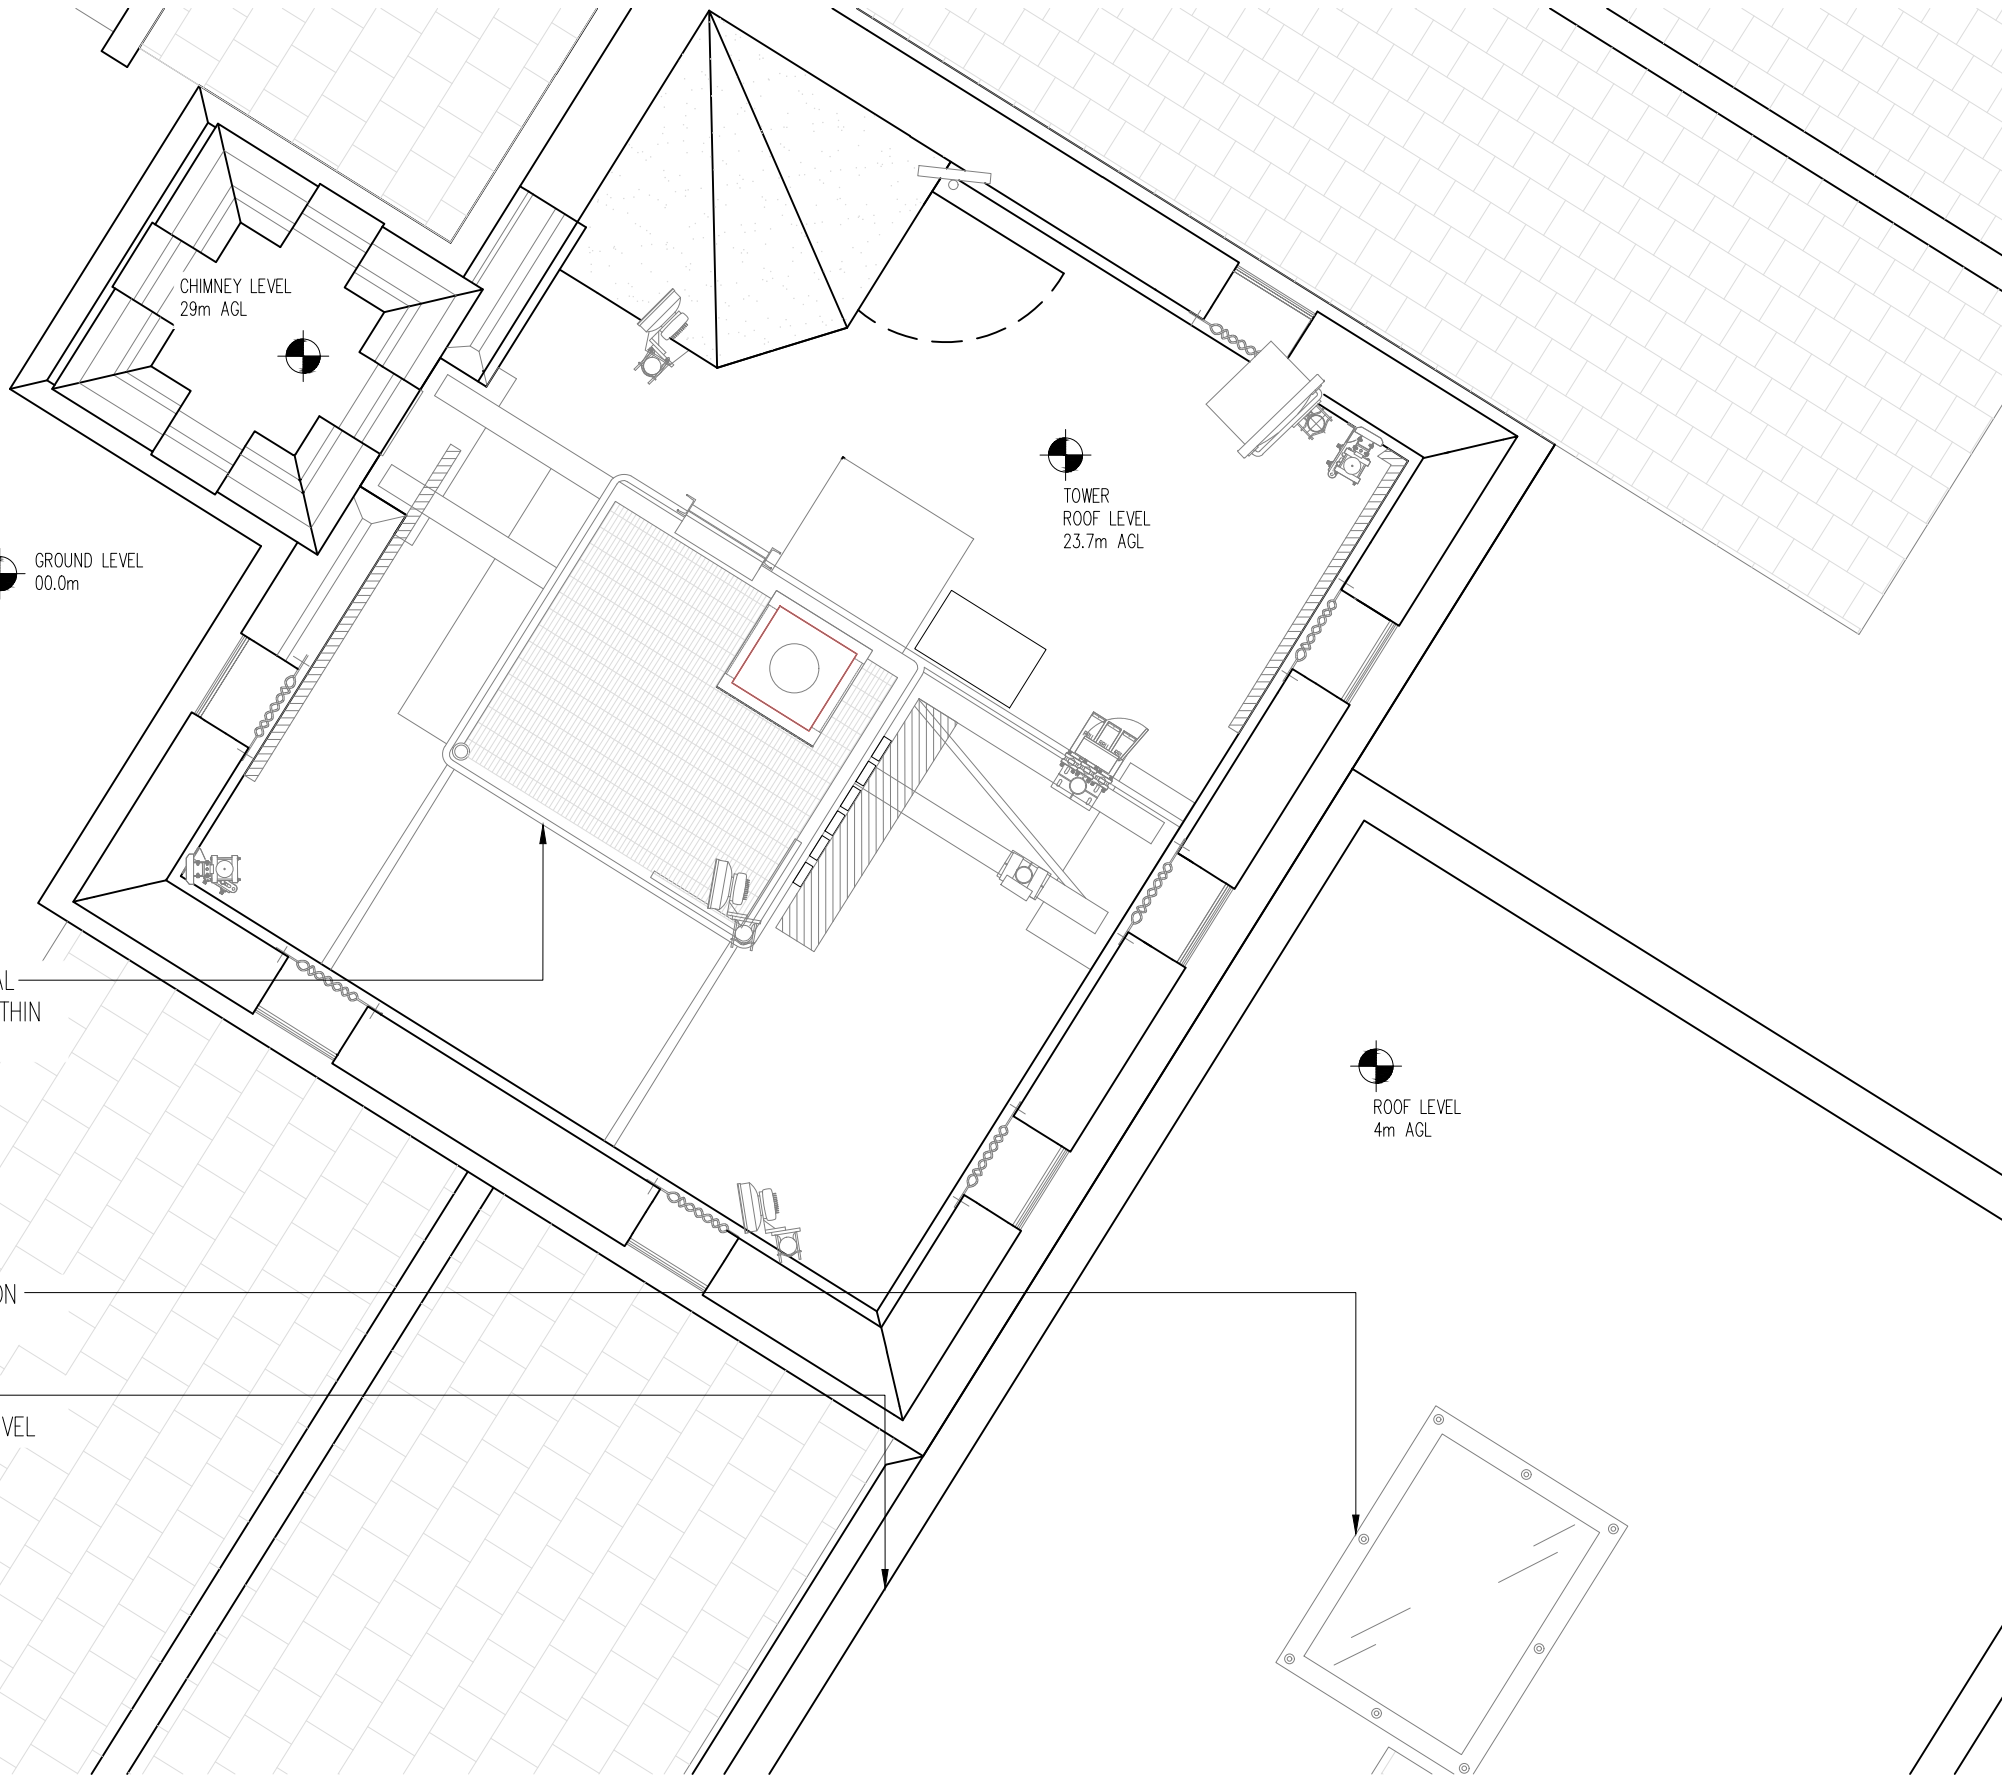 CHIMNEY LEVEL
29m AGL
TOWER
ROOF LEVEL
23.7m AGL
GROUND LEVEL
00.0m
AL
THIN
ROOF LEVEL
4m AGL
ON
VEL